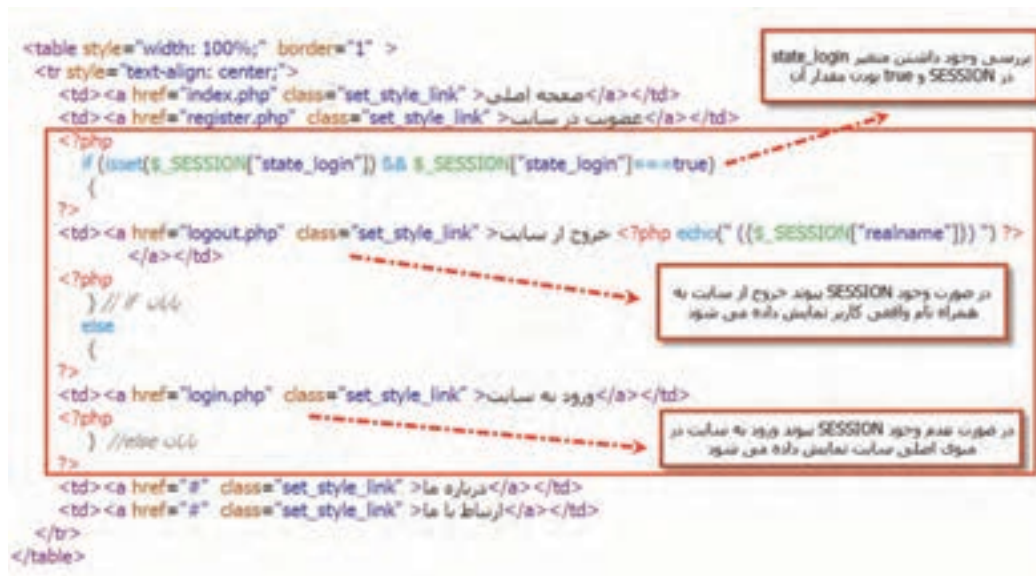 <table style="width: 100%;" border="1" >
<tr style="text-align: center;">
<td><a href="index.php" class="set_style_link" >صفحه اصلی</a></td>
<td><a href="register.php" class="set_style_link" >عضویت در سایت</a></td>
<?php
if (isset($_SESSION["state_login"]) && $_SESSION["state_login"]===true)
{
?>
<td><a href="logout.php" class="set_style_link" >خروج از سایت <?php echo(" ({$_SESSION["realname"]}) ") ?>
</a></td>
<?php
} // if پایان
else
{
?>
<td><a href="login.php" class="set_style_link" >ورود به سایت</a></td>
<?php
} //else پایان
?>
<td><a href="#" class="set_style_link" >درباره ما</a></td>
<td><a href="#" class="set_style_link" >ارتباط با ما</a></td>
</tr>
</table>
بررسی وجود داشتن متغیر state_login
در SESSION و true بودن مقدار آن
در صورت وجود SESSION پیوند خروج از سایت به
همراه نام واقعی کاربر نمایش داده می شود
در صورت عدم وجود SESSION پیوند ورود به سایت در
منوی اصلی سایت نمایش داده می شود